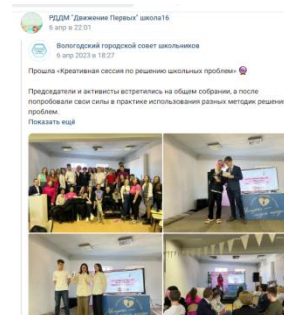 РДДМ "Движение Первых" школа16
6 апр в 22:01
Вологодский городской совет школьников
6 апр 2023 в 18:27
Прошла «Креативная сессия по решению школьных проблем»
Председатели и активисты встретились на общем собрании, а после
попробовали свои силы в практике использования разных методик решения
проблем.
Показать ещё